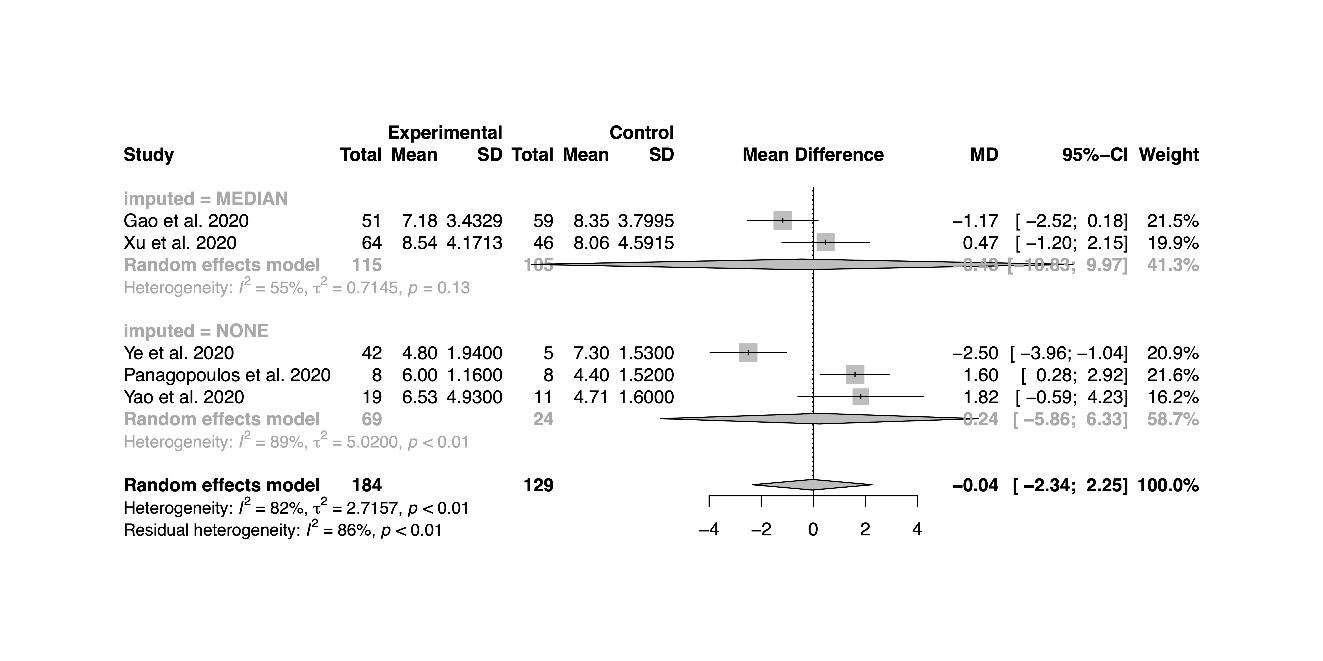 Experimental Control
Study Total Mean SD Total Mean SD Mean Difference MD 95%−CI Weight
imputed = MEDIAN
Gao et al. 2020 51 7.18 3.4329 59 8.35 3.7995 −1.17 [ −2.52; 0.18] 21.5%
Xu et al. 2020 64 8.54 4.1713 46 8.06 4.5915 0.47 [ −1.20; 2.15] 19.9%
Random effects model 115 105 [−10.83; 9.97] 41.3%
Heterogeneity: I² = 55%, τ² = 0.7145, p = 0.13
imputed = NONE
Ye et al. 2020 42 4.80 1.9400 5 7.30 1.5300 −2.50 [ −3.96; −1.04] 20.9%
Panagopoulos et al. 2020 8 6.00 1.1600 8 4.40 1.5200 1.60 [ 0.28; 2.92] 21.6%
Yao et al. 2020 19 6.53 4.9300 11 4.71 1.6000 1.82 [ −0.59; 4.23] 16.2%
Random effects model 69 24 0.24 [ −5.86; 6.33] 58.7%
Heterogeneity: I² = 89%, τ² = 5.0200, p < 0.01
Random effects model 184 129 −0.04 [ −2.34; 2.25] 100.0%
Heterogeneity: I² = 82%, τ² = 2.7157, p < 0.01
Residual heterogeneity: I² = 86%, p < 0.01
−4 −2 0 2 4